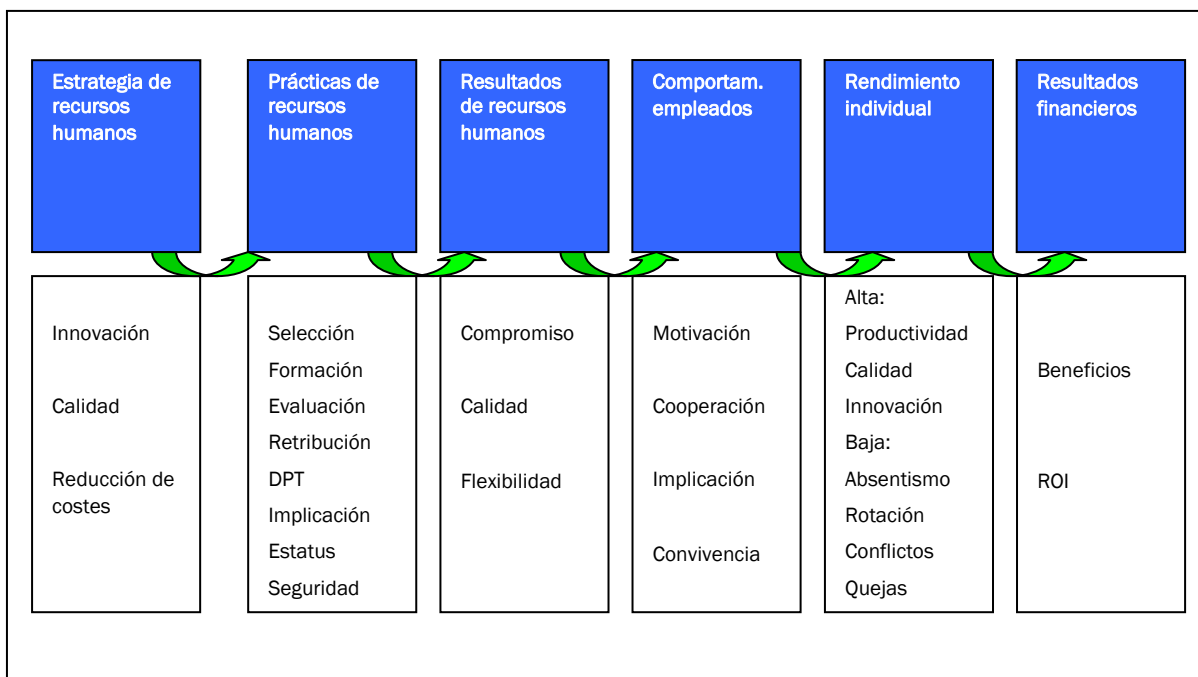 Estrategia de
recursos
humanos
Prácticas de
recursos
humanos
Resultados
de recursos
humanos
Comportam.
empleados
Rendimiento
individual
Resultados
financieros
Innovación
Calidad
Reducción de
costes
Selección
Formación
Evaluación
Retribución
DPT
Implicación
Estatus
Seguridad
Compromiso
Calidad
Flexibilidad
Motivación
Cooperación
Implicación
Convivencia
Alta:
Productividad
Calidad
Innovación
Baja:
Absentismo
Rotación
Conflictos
Quejas
Beneficios
ROI